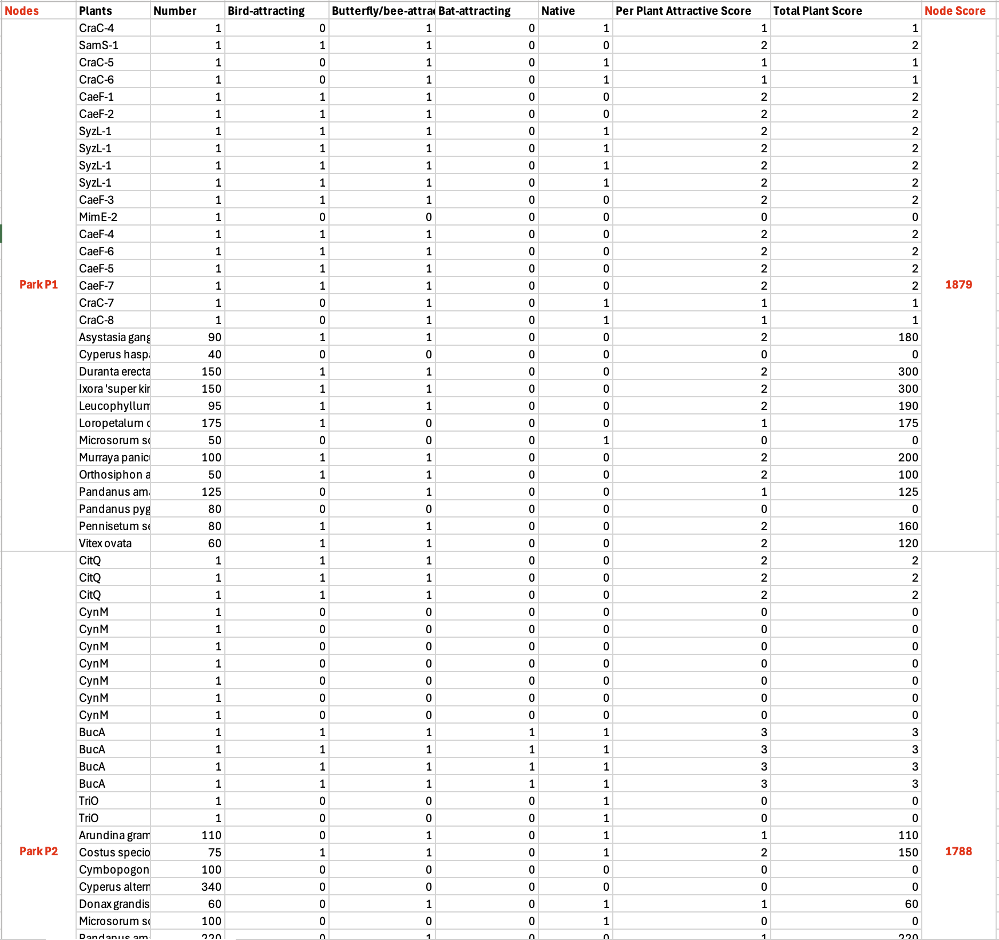 Nodes Plants Number Bird-attracting Butterfly/bee-attrac Bat-attracting Native Per Plant Attractive Score Total Plant Score Node Score
CraC-4 1 0 1 0 1 1 1
SamS-1 1 1 1 0 0 2 2
CraC-5 1 0 1 0 1 1 1
CraC-6 1 0 1 0 1 1 1
CaeF-1 1 1 1 0 0 2 2
CaeF-2 1 1 1 0 0 2 2
SyzL-1 1 1 1 0 1 2 2
SyzL-1 1 1 1 0 1 2 2
SyzL-1 1 1 1 0 1 2 2
SyzL-1 1 1 1 0 1 2 2
CaeF-3 1 1 1 0 0 2 2
MimE-2 1 0 0 0 0 0 0
CaeF-4 1 1 1 0 0 2 2
CaeF-6 1 1 1 0 0 2 2
CaeF-5 1 1 1 0 0 2 2
Park P1 CaeF-7 1 1 1 0 0 2 2 1879
CraC-7 1 0 1 0 1 1 1
CraC-8 1 0 1 0 1 1 1
Asystasia gang 90 1 1 0 0 2 180
Cyperus hasp 40 0 0 0 0 0 0
Duranta erecta 150 1 1 0 0 2 300
Ixora 'super kin 150 1 1 0 0 2 300
Leucophyllum 95 1 1 0 0 2 190
Loropetalum c 175 1 0 0 0 1 175
Microsorum sc 50 0 0 0 1 0 0
Murraya panic 100 1 1 0 0 2 200
Orthosiphon a 50 1 1 0 0 2 100
Pandanus ama 125 0 1 0 0 1 125
Pandanus pyg 80 0 0 0 0 0 0
Pennisetum se 80 1 1 0 0 2 160
Vitex ovata 60 1 1 0 0 2 120
CitQ 1 1 1 0 0 2 2
CitQ 1 1 1 0 0 2 2
CitQ 1 1 1 0 0 2 2
CynM 1 0 0 0 0 0 0
CynM 1 0 0 0 0 0 0
CynM 1 0 0 0 0 0 0
CynM 1 0 0 0 0 0 0
CynM 1 0 0 0 0 0 0
CynM 1 0 0 0 0 0 0
CynM 1 0 0 0 0 0 0
BucA 1 1 1 1 1 3 3
BucA 1 1 1 1 1 3 3
BucA 1 1 1 1 1 3 3
BucA 1 1 1 1 1 3 3
TriO 1 0 0 0 1 0 0
TriO 1 0 0 0 1 0 0
Arundina gram 110 0 1 0 1 1 110
Park P2 Costus specio 75 1 1 0 1 2 150 1788
Cymbopogon 100 0 0 0 0 0 0
Cyperus altern 340 0 0 0 0 0 0
Donax grandis 60 0 1 0 1 1 60
Microsorum sc 100 0 0 0 1 0 0
Pandanus am 220 0 1 0 0 1 220